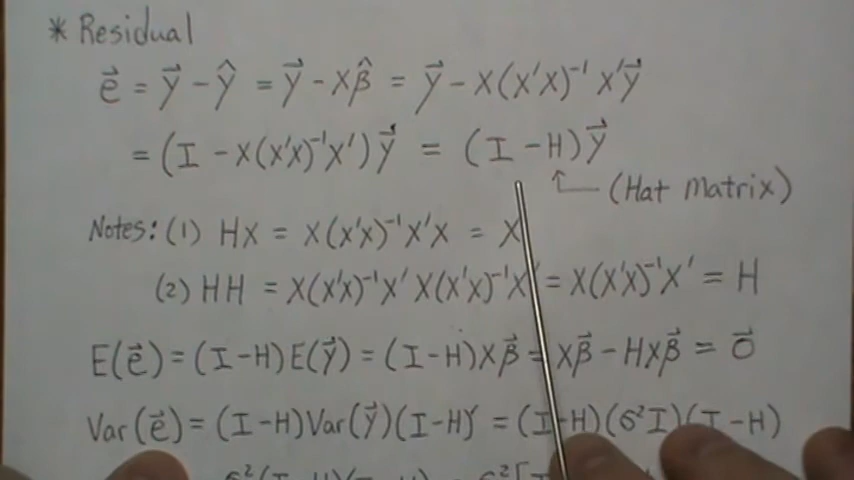 * Residual
e⃗ = y⃗ - ŷ = y⃗ - Xβ̂ = y⃗ - X(X'X)⁻¹X'y⃗
= (I - X(X'X)⁻¹X')y⃗ = (I - H)y⃗
(Hat matrix)
Notes: (1) HX = X(X'X)⁻¹X'X = X
(2) HH = X(X'X)⁻¹X' X(X'X)⁻¹X' = X(X'X)⁻¹X' = H
E(e⃗) = (I-H)E(y⃗) = (I-H)Xβ⃗ = Xβ⃗ - HXβ⃗ = 0⃗
Var(e⃗) = (I-H)Var(y⃗)(I-H)' = (I-H)(σ²I)(I-H)